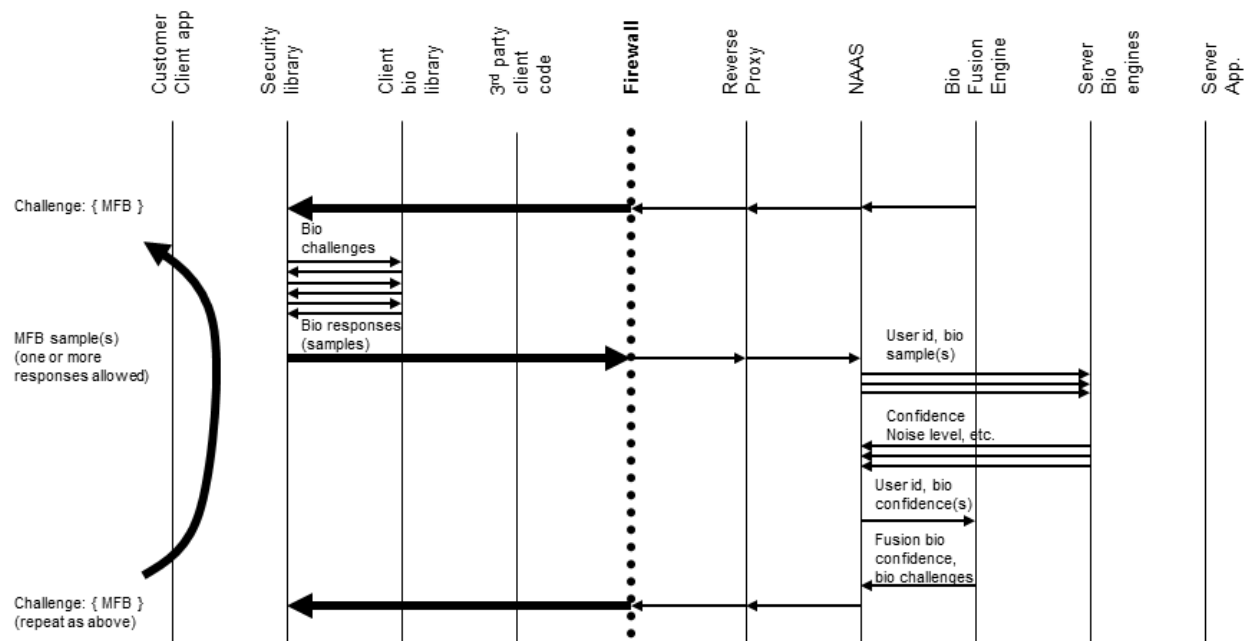 Customer
Client app
Security
library
Client
bio
library
3rd party
client
code
Firewall
Reverse
Proxy
NAAS
Bio
Fusion
Engine
Server
Bio
engines
Server
App.
Challenge: { MFB }
Bio
challenges
Bio responses
(samples)
MFB sample(s)
(one or more
responses allowed)
User id, bio
sample(s)
Confidence
Noise level, etc.
User id, bio
confidence(s)
Fusion bio
confidence,
bio challenges
Challenge: { MFB }
(repeat as above)